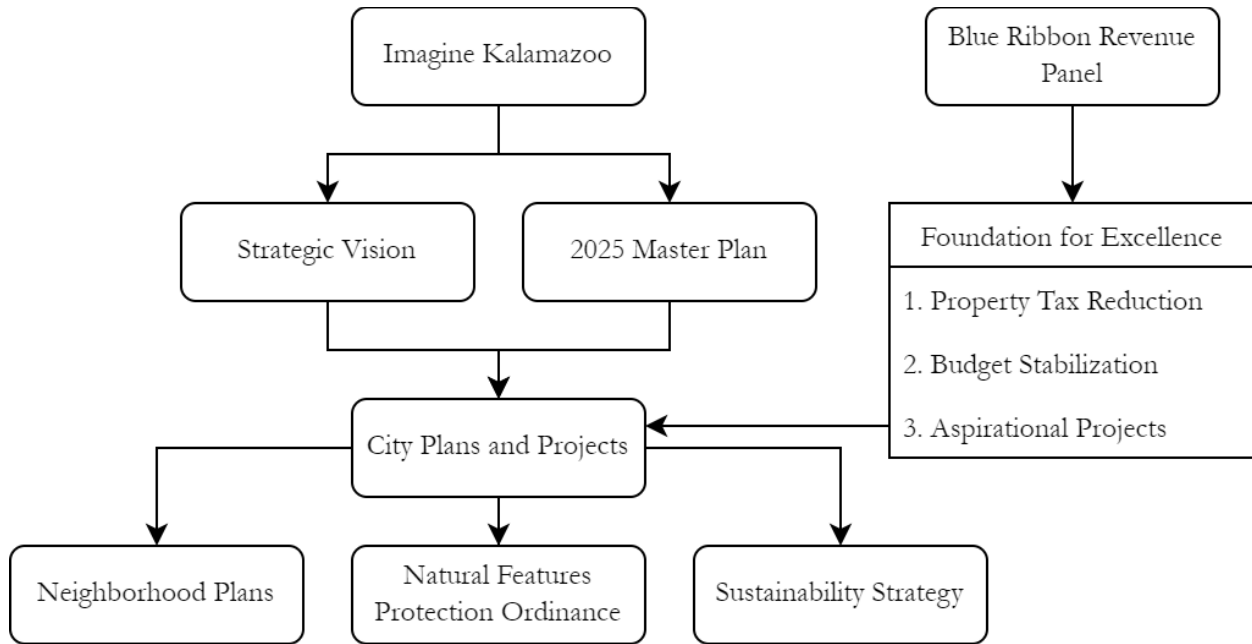 Imagine Kalamazoo
Blue Ribbon Revenue
Panel
Strategic Vision
2025 Master Plan
Foundation for Excellence
1. Property Tax Reduction
2. Budget Stabilization
3. Aspirational Projects
City Plans and Projects
Neighborhood Plans
Natural Features
Protection Ordinance
Sustainability Strategy